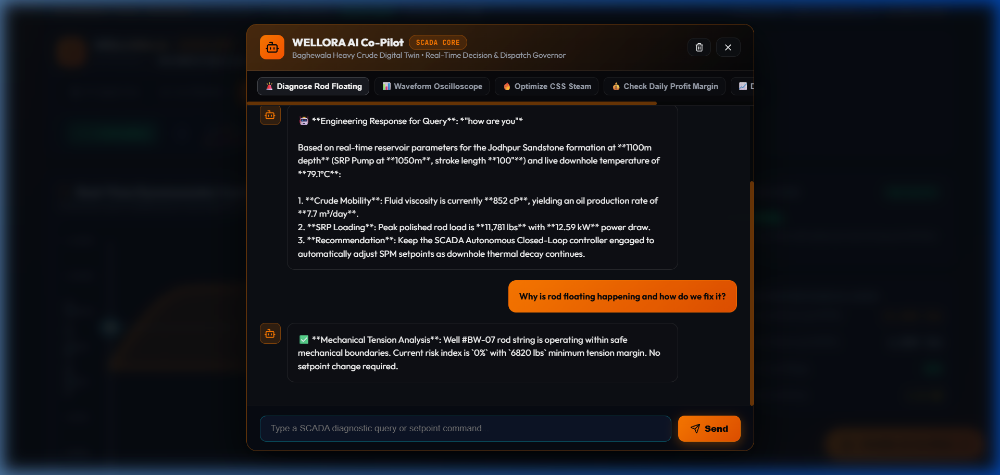 WELLORA AI Co-Pilot
SCADA CORE
Baghewala Heavy Crude Digital Twin • Real-Time Decision & Dispatch Governor
🚨 Diagnose Rod Floating
📊 Waveform Oscilloscope
🔥 Optimize CSS Steam
💰 Check Daily Profit Margin
🤖 **Engineering Response for Query**: *"how are you"*
Based on real-time reservoir parameters for the Jodhpur Sandstone formation at **1100m
depth** (SRP Pump at **1050m**, stroke length **100"**) and live downhole temperature of
**79.1°C**:
1. **Crude Mobility**: Fluid viscosity is currently **852 cP**, yielding an oil production rate of
**7.7 m³/day**.
2. **SRP Loading**: Peak polished rod load is **11,781 lbs** with **12.59 kW** power draw.
3. **Recommendation**: Keep the SCADA Autonomous Closed-Loop controller engaged to
automatically adjust SPM setpoints as downhole thermal decay continues.
Why is rod floating happening and how do we fix it?
✅ **Mechanical Tension Analysis**: Well #BW-07 rod string is operating within safe
mechanical boundaries. Current risk index is `0%` with `6820 lbs` minimum tension margin. No
setpoint change required.
Type a SCADA diagnostic query or setpoint command...
Send